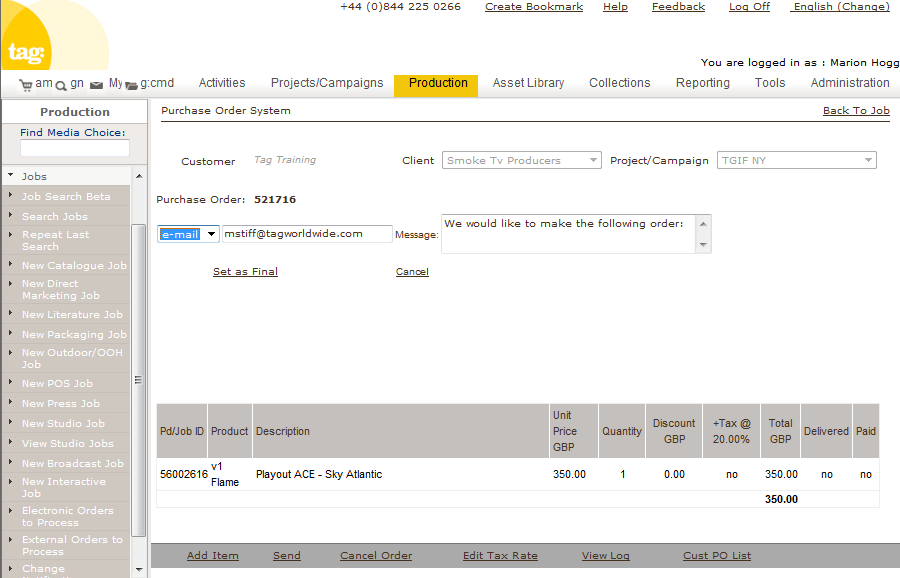 +44 (0)844 225 0266 Create Bookmark Help Feedback Log Off English (Change)
tag:
You are logged in as : Marion Hogg
am gn My g:cmd Activities Projects/Campaigns Production Asset Library Collections Reporting Tools Administration
Production
Find Media Choice:
Jobs
Job Search Beta
Search Jobs
Repeat Last
Search
New Catalogue Job
New Direct
Marketing Job
New Literature Job
New Packaging Job
New Outdoor/OOH
Job
New POS Job
New Press Job
New Studio Job
View Studio Jobs
New Broadcast Job
New Interactive
Job
Electronic Orders
to Process
External Orders to
Process
Change
Purchase Order System Back To Job
Customer Tag Training Client Smoke Tv Producers Project/Campaign TGIF NY
Purchase Order: 521716
e-mail mstiff@tagworldwide.com Message: We would like to make the following order:
Set as Final Cancel
Pd/Job ID Product Description Unit Price GBP Quantity Discount GBP +Tax @ 20.00% Total GBP Delivered Paid
56002616 v1 Flame Playout ACE - Sky Atlantic 350.00 1 0.00 no 350.00 no no
350.00
Add Item Send Cancel Order Edit Tax Rate View Log Cust PO List